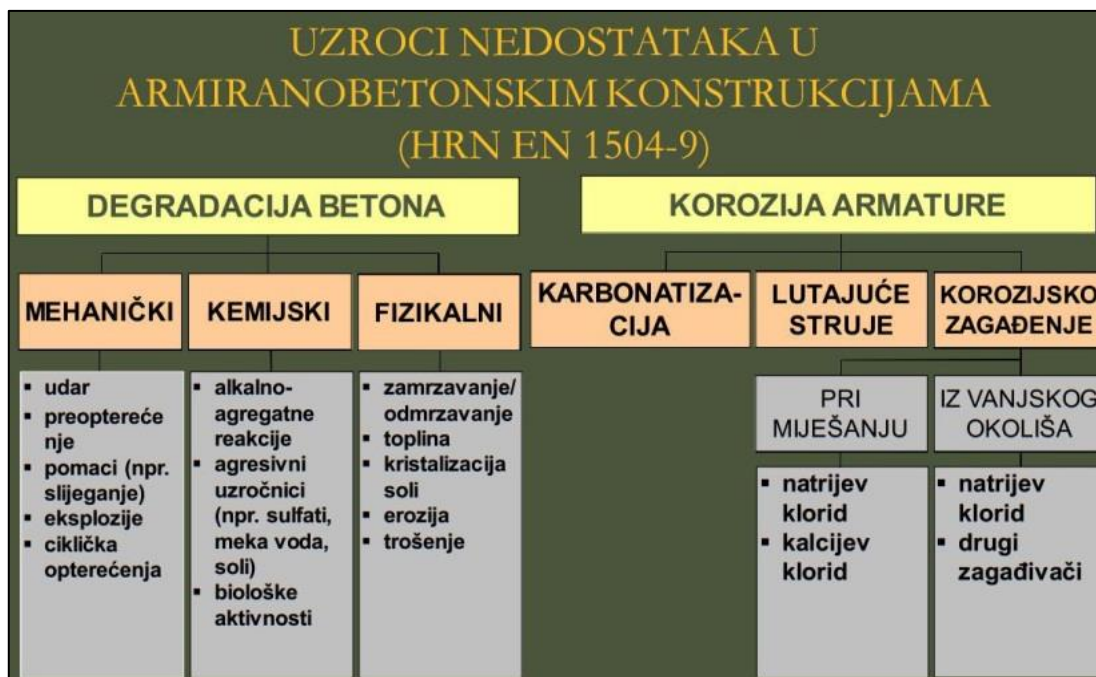 UZROCI NEDOSTATAKA U
ARMIRANOBETONSKIM KONSTRUKCIJAMA
(HRN EN 1504-9)
DEGRADACIJA BETONA
MEHANIČKI
▪ udar
▪ preoptereće
nje
▪ pomaci (npr.
slijeganje)
▪ eksplozije
▪ ciklička
opterećenja
KEMIJSKI
▪ alkalno-
agregatne
reakcije
▪ agresivni
uzročnici
(npr. sulfati,
meka voda,
soli)
▪ biološke
aktivnosti
FIZIKALNI
▪ zamrzavanje/
odmrzavanje
▪ toplina
▪ kristalizacija
soli
▪ erozija
▪ trošenje
KOROZIJA ARMATURE
KARBONATIZA-
CIJA
LUTAJUĆE
STRUJE
KOROZIJSKO
ZAGAĐENJE
PRI
MIJEŠANJU
▪ natrijev
klorid
▪ kalcijev
klorid
IZ VANJSKOG
OKOLIŠA
▪ natrijev
klorid
▪ drugi
zagađivači